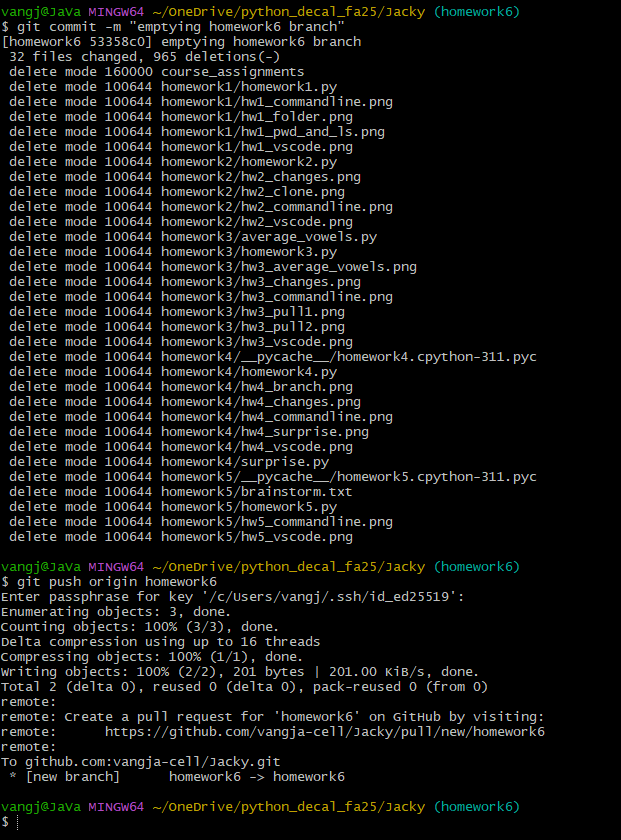 vangj@JaVa MINGW64 ~/OneDrive/python_decal_fa25/Jacky (homework6)
$ git commit -m "emptying homework6 branch"
[homework6 53358c0] emptying homework6 branch
 32 files changed, 965 deletions(-)
 delete mode 160000 course_assignments
 delete mode 100644 homework1/homework1.py
 delete mode 100644 homework1/hw1_commandline.png
 delete mode 100644 homework1/hw1_folder.png
 delete mode 100644 homework1/hw1_pwd_and_ls.png
 delete mode 100644 homework1/hw1_vscode.png
 delete mode 100644 homework2/homework2.py
 delete mode 100644 homework2/hw2_changes.png
 delete mode 100644 homework2/hw2_clone.png
 delete mode 100644 homework2/hw2_commandline.png
 delete mode 100644 homework2/hw2_vscode.png
 delete mode 100644 homework3/average_vowels.py
 delete mode 100644 homework3/homework3.py
 delete mode 100644 homework3/hw3_average_vowels.png
 delete mode 100644 homework3/hw3_changes.png
 delete mode 100644 homework3/hw3_commandline.png
 delete mode 100644 homework3/hw3_pull1.png
 delete mode 100644 homework3/hw3_pull2.png
 delete mode 100644 homework3/hw3_vscode.png
 delete mode 100644 homework4/__pycache__/homework4.cpython-311.pyc
 delete mode 100644 homework4/homework4.py
 delete mode 100644 homework4/hw4_branch.png
 delete mode 100644 homework4/hw4_changes.png
 delete mode 100644 homework4/hw4_commandline.png
 delete mode 100644 homework4/hw4_surprise.png
 delete mode 100644 homework4/hw4_vscode.png
 delete mode 100644 homework4/surprise.py
 delete mode 100644 homework5/__pycache__/homework5.cpython-311.pyc
 delete mode 100644 homework5/brainstorm.txt
 delete mode 100644 homework5/homework5.py
 delete mode 100644 homework5/hw5_commandline.png
 delete mode 100644 homework5/hw5_vscode.png

vangj@JaVa MINGW64 ~/OneDrive/python_decal_fa25/Jacky (homework6)
$ git push origin homework6
Enter passphrase for key '/c/Users/vangj/.ssh/id_ed25519':
Enumerating objects: 3, done.
Counting objects: 100% (3/3), done.
Delta compression using up to 16 threads
Compressing objects: 100% (1/1), done.
Writing objects: 100% (2/2), 201 bytes | 201.00 KiB/s, done.
Total 2 (delta 0), reused 0 (delta 0), pack-reused 0 (from 0)
remote:
remote: Create a pull request for 'homework6' on GitHub by visiting:
remote:      https://github.com/vangja-cell/Jacky/pull/new/homework6
remote:
To github.com:vangja-cell/Jacky.git
 * [new branch]      homework6 -> homework6

vangj@JaVa MINGW64 ~/OneDrive/python_decal_fa25/Jacky (homework6)
$